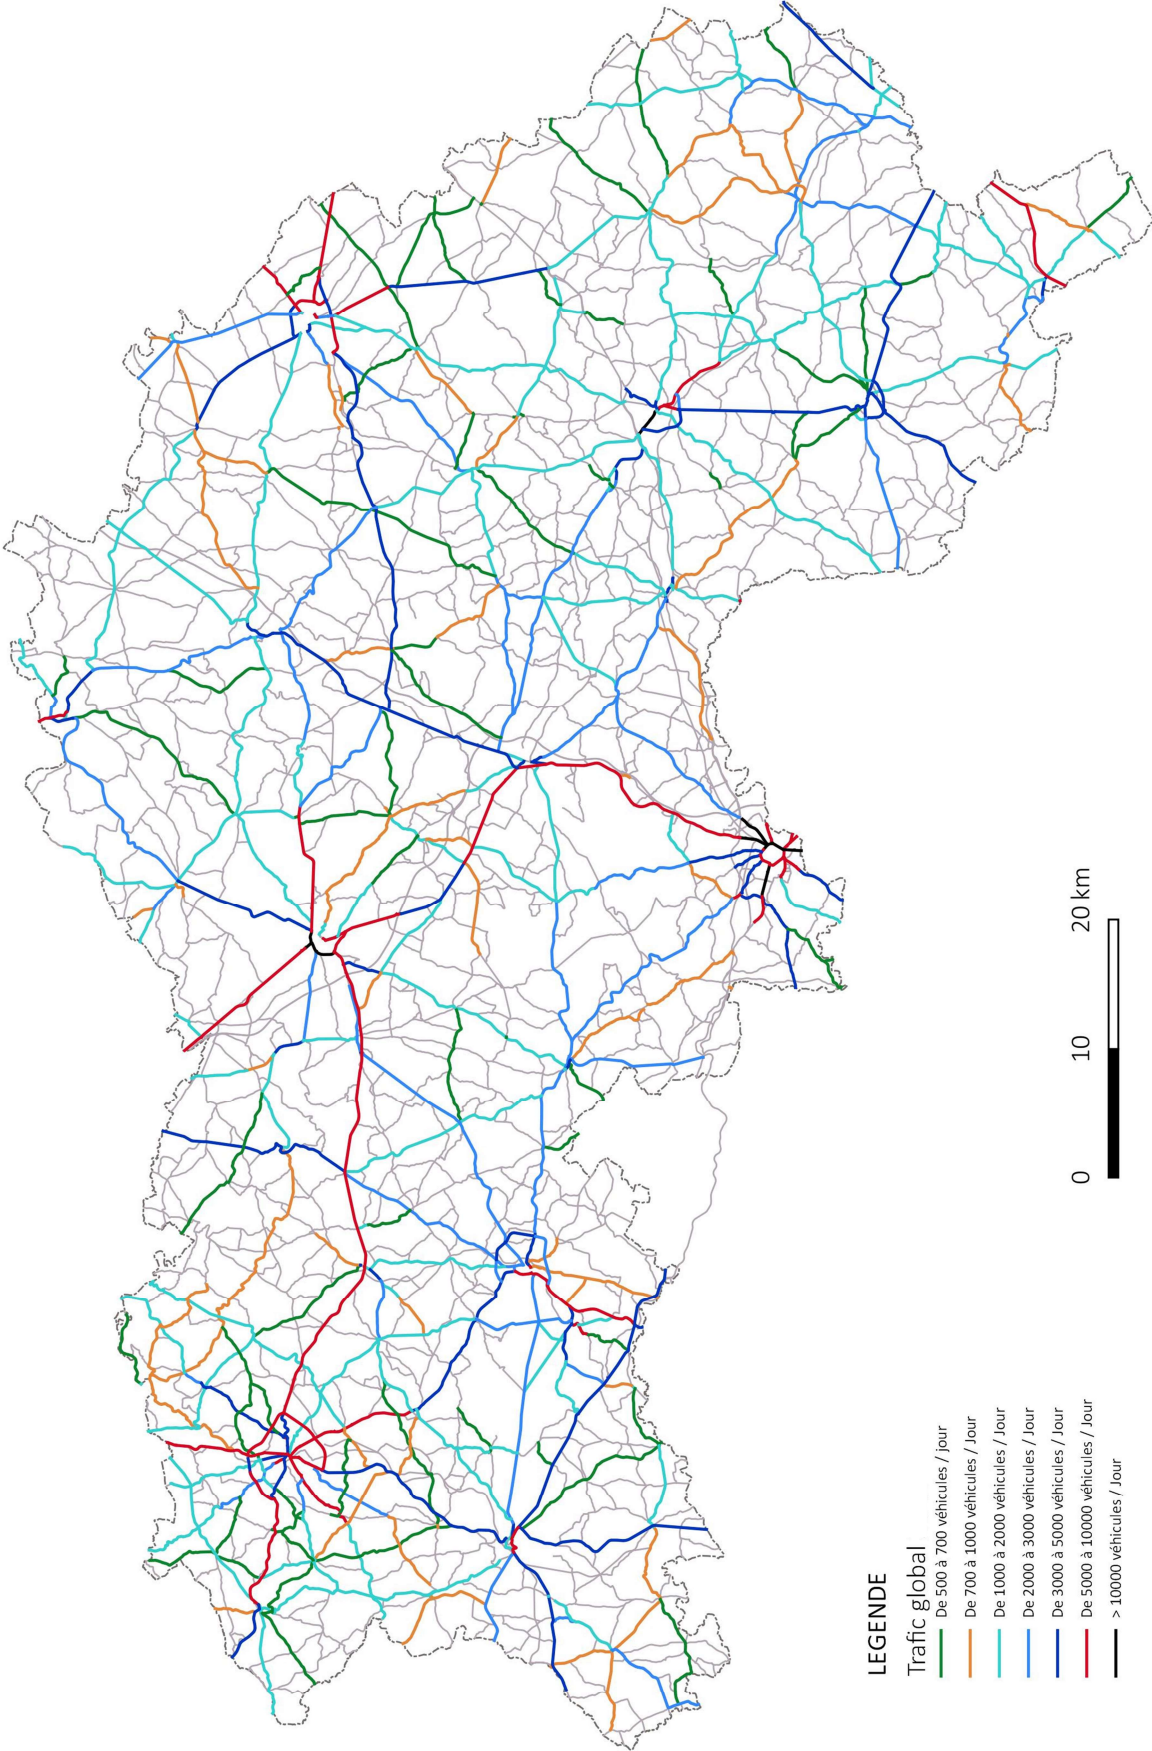 LEGENDE
Trafic global
De 500 à 700 véhicules / jour
De 700 à 1000 véhicules / Jour
De 1000 à 2000 véhicules / Jour
De 2000 à 3000 véhicules / Jour
De 3000 à 5000 véhicules / Jour
De 5000 à 10000 véhicules / Jour
> 10000 véhicules / Jour
0 10 20 km